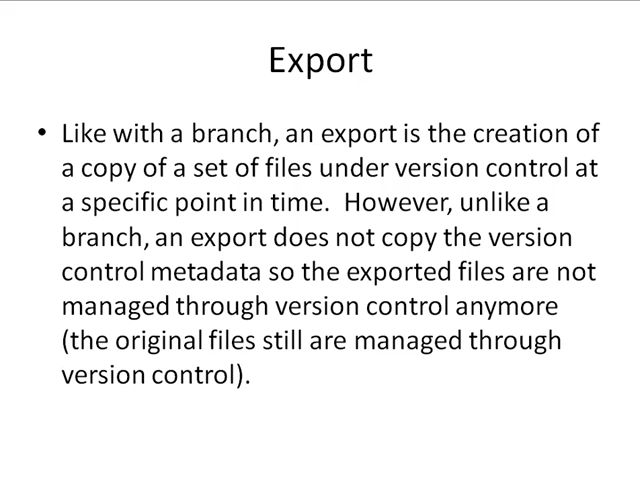 Export
• Like with a branch, an export is the creation of
a copy of a set of files under version control at
a specific point in time.  However, unlike a
branch, an export does not copy the version
control metadata so the exported files are not
managed through version control anymore
(the original files still are managed through
version control).